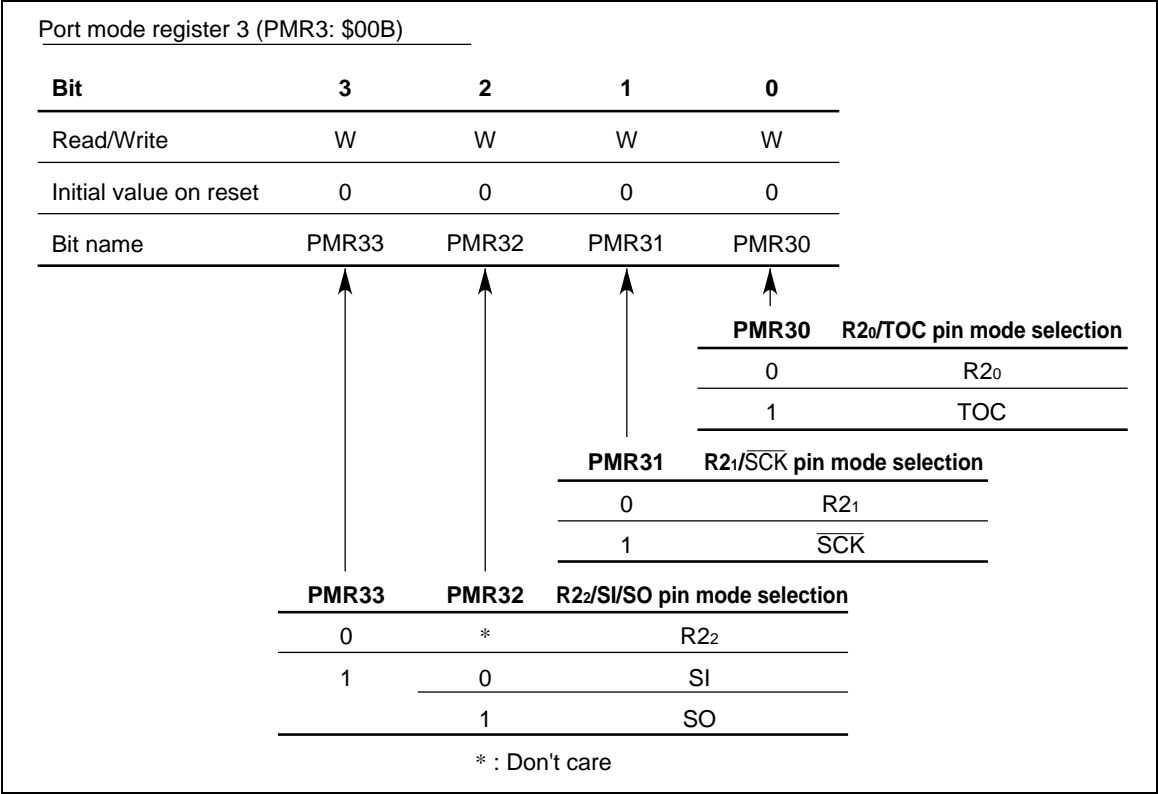 Port mode register 3 (PMR3: $00B)
Bit 3 2 1 0
Read/Write W W W W
Initial value on reset 0 0 0 0
Bit name PMR33 PMR32 PMR31 PMR30
PMR30 R2₀/TOC pin mode selection
0 R2₀
1 TOC
PMR31 R2₁/S̅C̅K̅ pin mode selection
0 R2₁
1 S̅C̅K̅
PMR33 PMR32 R2₂/SI/SO pin mode selection
0 * R2₂
1 0 SI
1 SO
* : Don't care